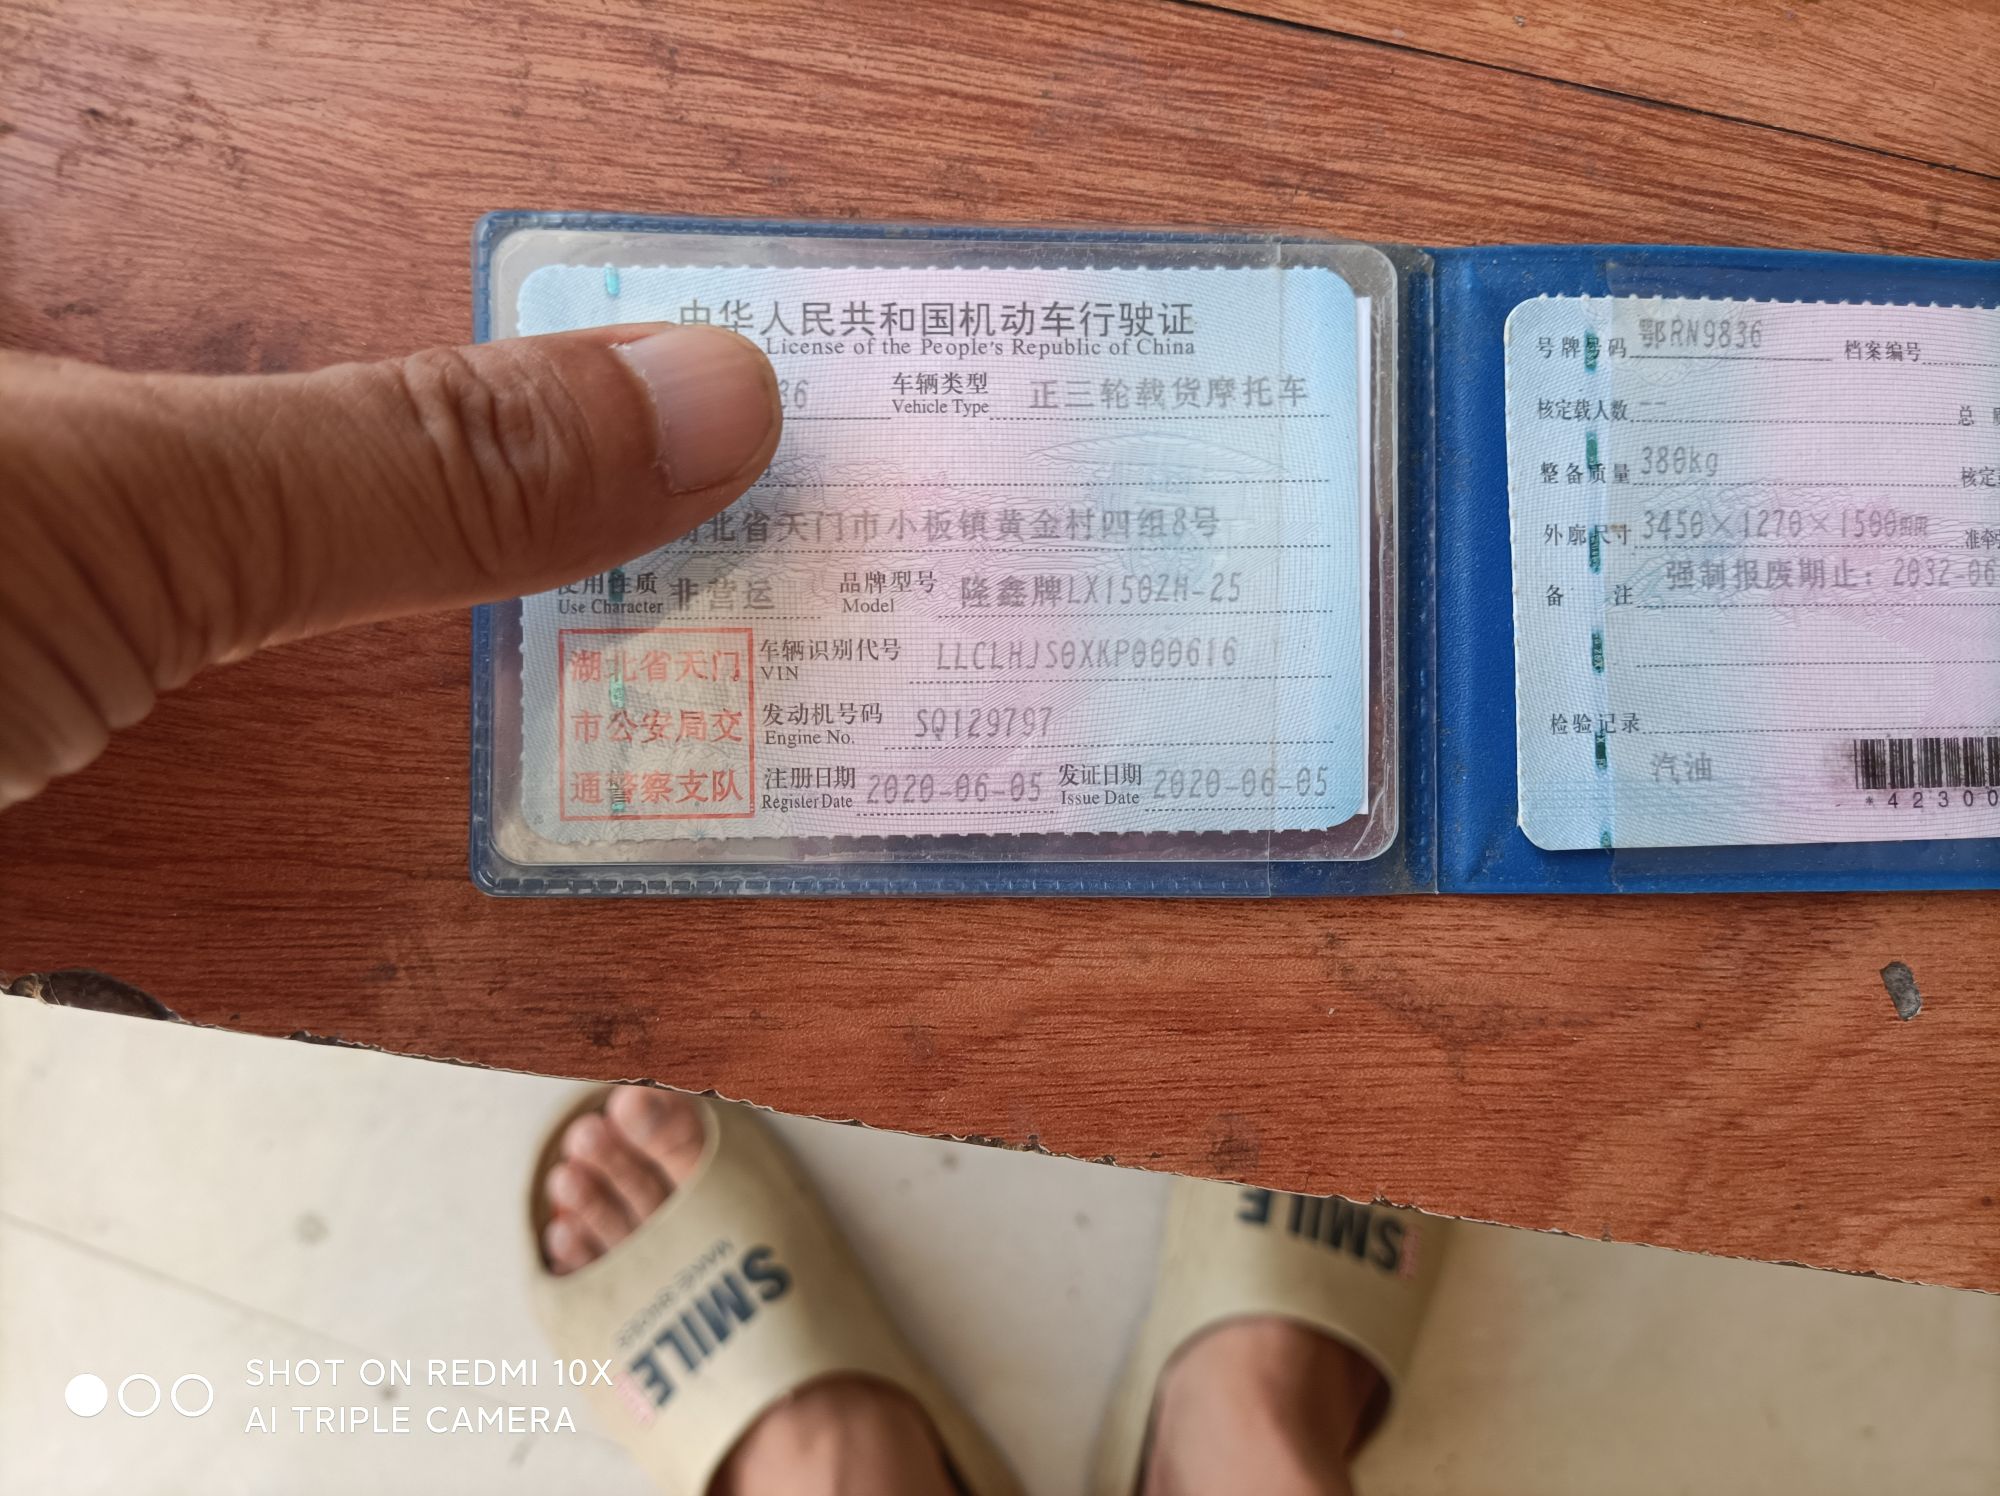 中华人民共和国机动车行驶证
License of the People's Republic of China
36 车辆类型 正三轮载货摩托车
Vehicle Type
北省天门市小板镇黄金村四组8号
使用性质 非营运 品牌型号 隆鑫牌LX150ZH-25
Use Character Model
车辆识别代号 LLCLHJS0XKP000616
VIN
发动机号码 SQ129797
Engine No.
注册日期 2020-06-05 发证日期 2020-06-05
Register Date Issue Date
湖北省天门
市公安局交
通警察支队
号牌号码 鄂RN9836 档案编号
核定载人数 -- 总
整备质量 380kg 核定
外廓尺寸 3450×1270×1500mm 准牵
备注 强制报废期止：2032-06
检验记录
汽油
*42300
SMILE
SMILE
SHOT ON REDMI 10X
AI TRIPLE CAMERA